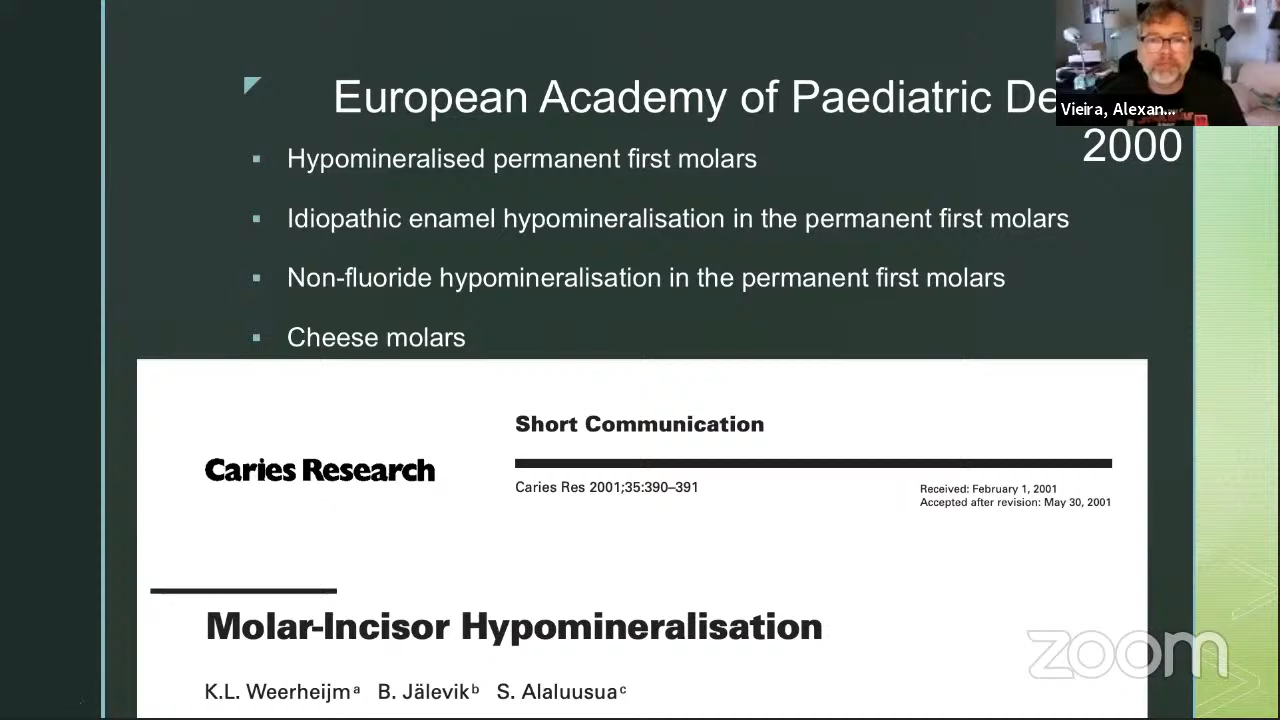 European Academy of Paediatric De
2000
Vieira, Alexan...
Hypomineralised permanent first molars
Idiopathic enamel hypomineralisation in the permanent first molars
Non-fluoride hypomineralisation in the permanent first molars
Cheese molars
Short Communication
Caries Research
Caries Res 2001;35:390–391
Received: February 1, 2001
Accepted after revision: May 30, 2001
Molar-Incisor Hypomineralisation
K.L. Weerheijm a B. Jälevik b S. Alaluusua c
zoom